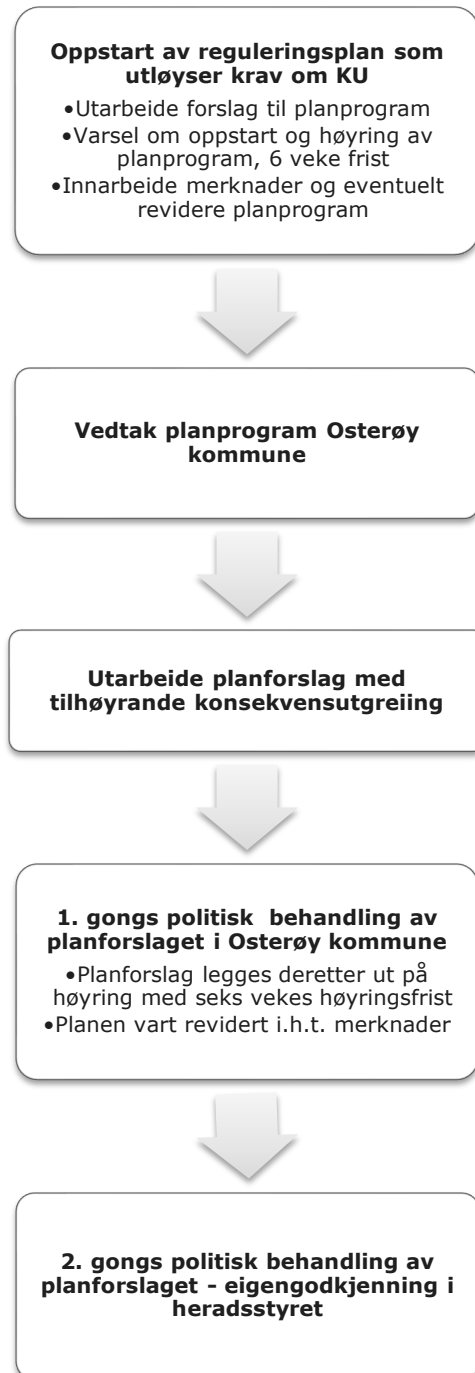 Oppstart av reguleringsplan som
utløyser krav om KU
•Utarbeide forslag til planprogram
•Varsel om oppstart og høyring av
planprogram, 6 veke frist
•Innarbeide merknader og eventuelt
revidere planprogram
Vedtak planprogram Osterøy
kommune
Utarbeide planforslag med
tilhøyrande konsekvensutgreiing
1. gongs politisk behandling av
planforslaget i Osterøy kommune
•Planforslag legges deretter ut på
høyring med seks vekes høyringsfrist
•Planen vart revidert i.h.t. merknader
2. gongs politisk behandling av
planforslaget - eigengodkjenning i
heradsstyret